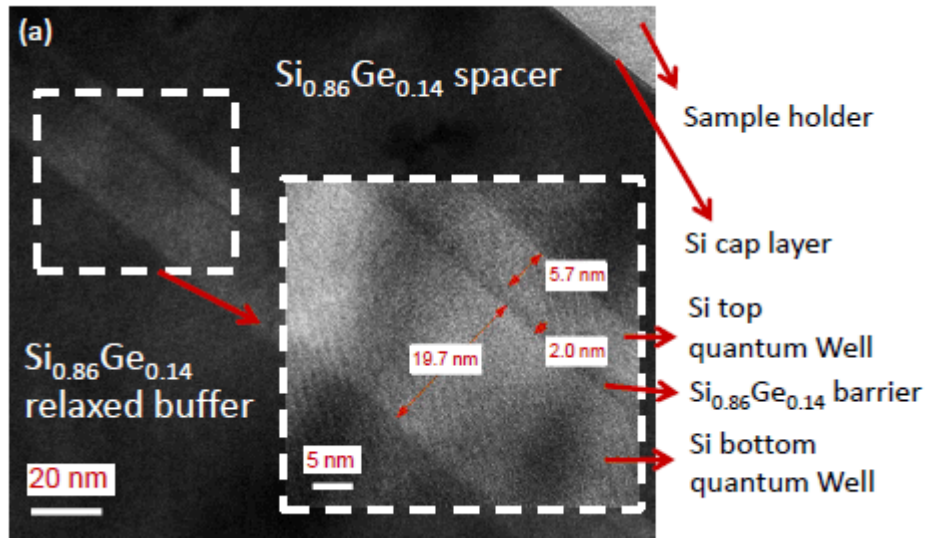 (a)
Si₀.₈₆Ge₀.₁₄ spacer
Sample holder
Si cap layer
5.7 nm
Si top
quantum Well
2.0 nm
19.7 nm
Si₀.₈₆Ge₀.₁₄
relaxed buffer
Si₀.₈₆Ge₀.₁₄ barrier
Si bottom
quantum Well
5 nm
20 nm